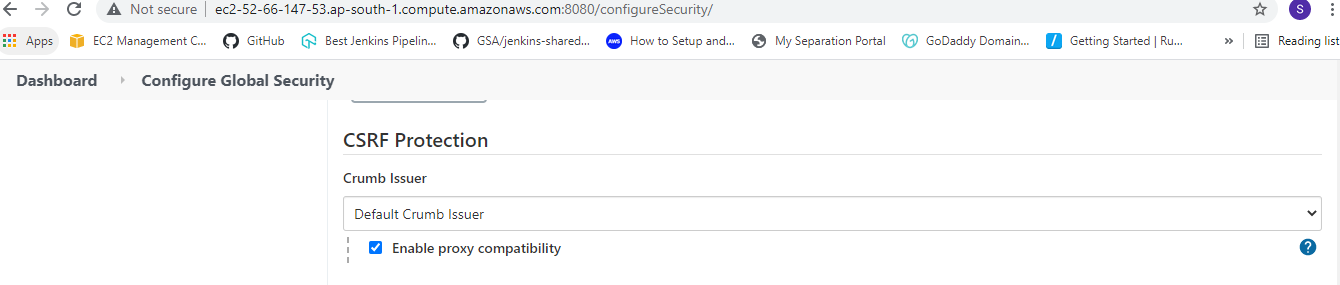 Not secure ec2-52-66-147-53.ap-south-1.compute.amazonaws.com:8080/configureSecurity/ S
Apps EC2 Management C... GitHub Best Jenkins Pipelin... GSA/jenkins-shared... aws How to Setup and... My Separation Portal GoDaddy Domain... Getting Started | Ru... » Reading list
Dashboard Configure Global Security
CSRF Protection
Crumb Issuer
Default Crumb Issuer
Enable proxy compatibility ?